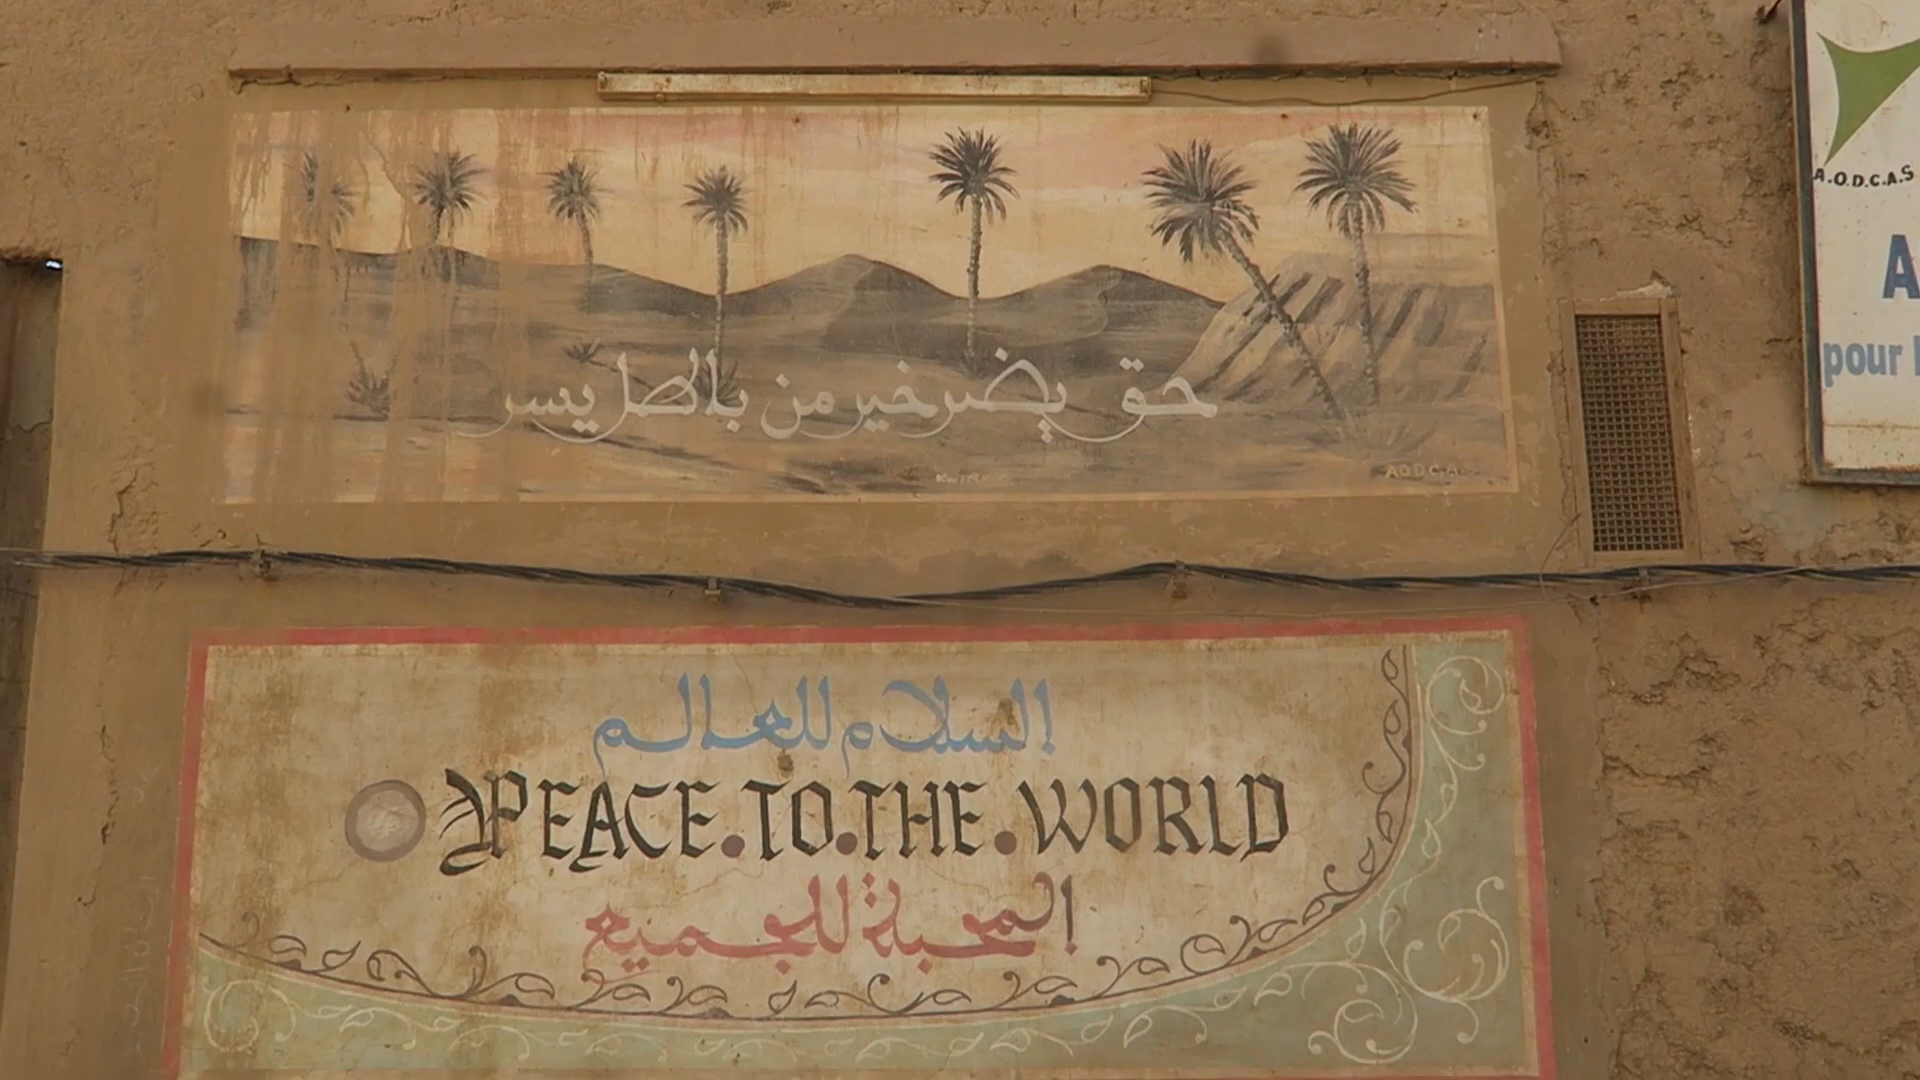 حق يضر خير من باطل يسر
A.O.D.C.A.
السلام للعالم
PEACE.TO.THE.WORLD
المحبة للجميع
A.O.D.C.A.S
A
pour